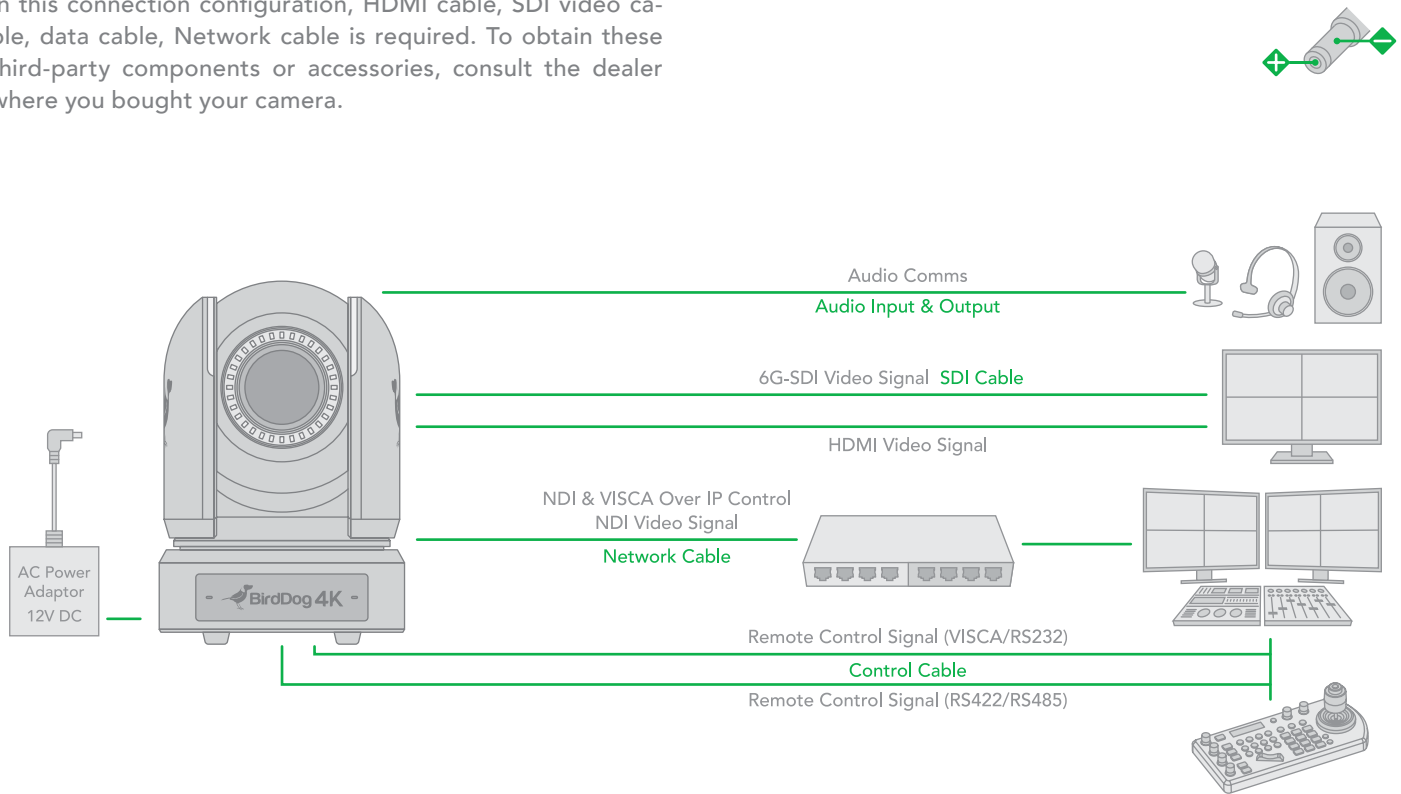 n this connection configuration, HDMI cable, SDI video ca-
ble, data cable, Network cable is required. To obtain these
hird-party components or accessories, consult the dealer
where you bought your camera.
Audio Comms
Audio Input & Output
6G-SDI Video Signal SDI Cable
HDMI Video Signal
NDI & VISCA Over IP Control
NDI Video Signal
Network Cable
AC Power
Adaptor
12V DC
BirdDog 4K
Remote Control Signal (VISCA/RS232)
Control Cable
Remote Control Signal (RS422/RS485)